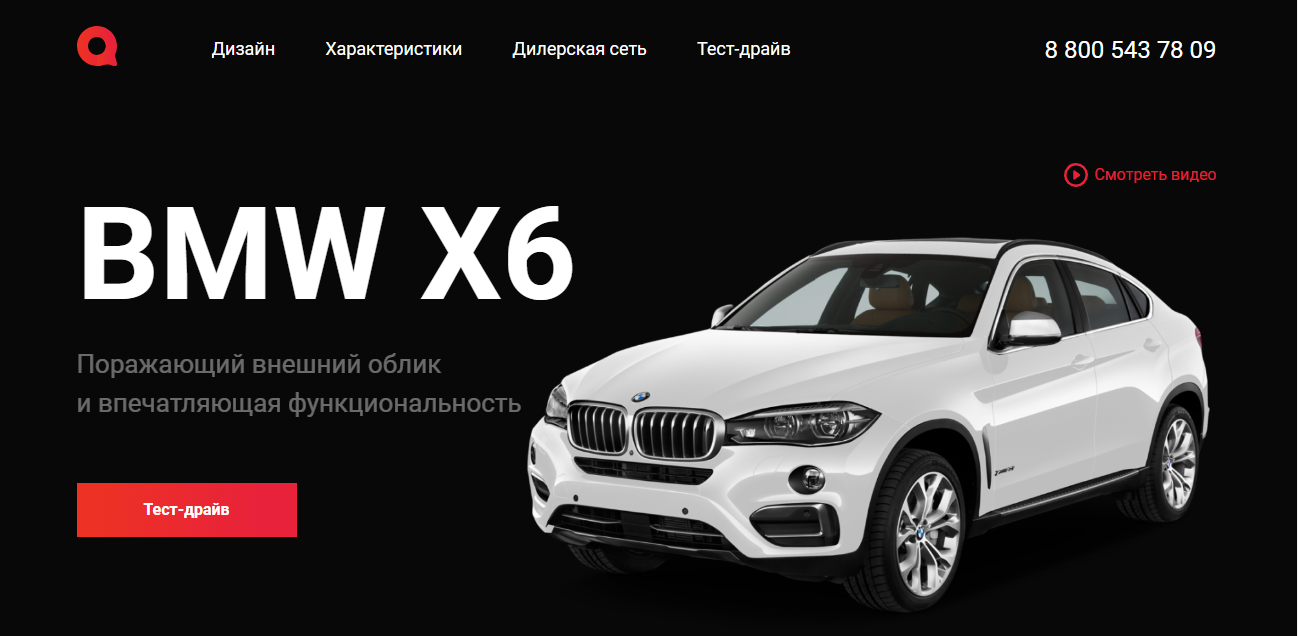 Дизайн
Характеристики
Дилерская сеть
Тест-драйв
8 800 543 78 09
Смотреть видео
BMW X6
Поражающий внешний облик
и впечатляющая функциональность
Тест-драйв